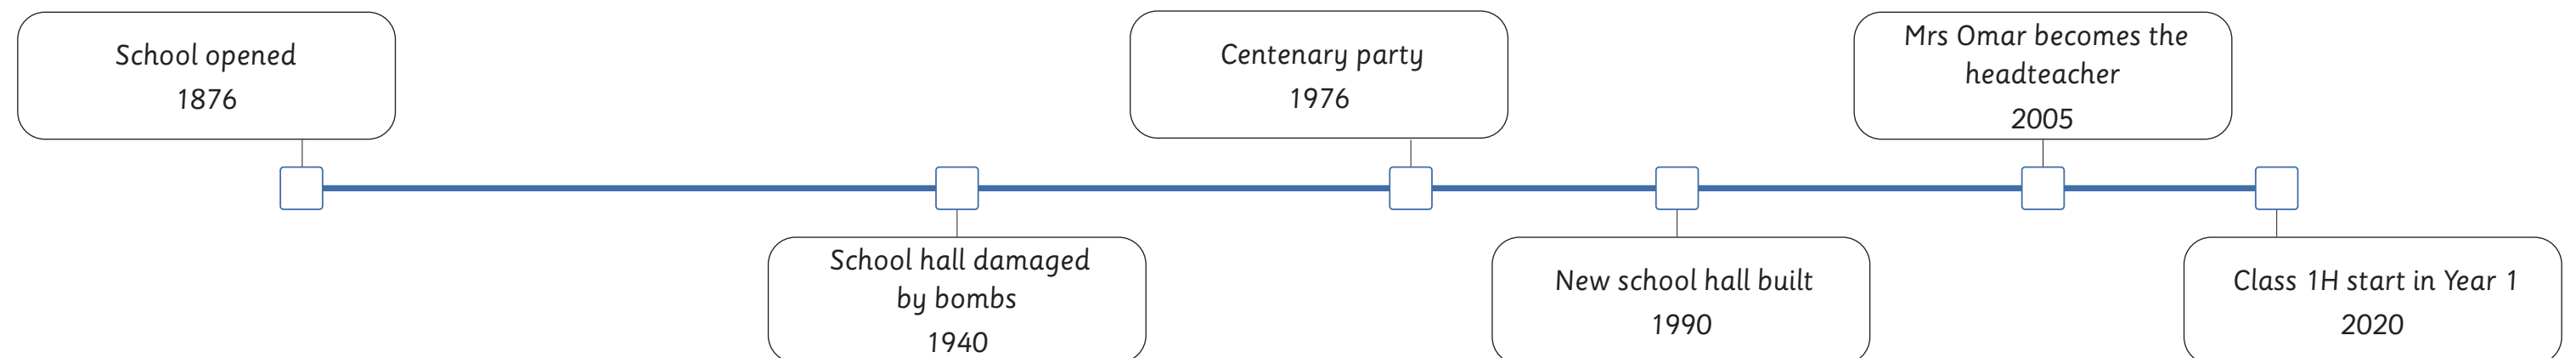 School opened
1876
School hall damaged
by bombs
1940
Centenary party
1976
New school hall built
1990
Mrs Omar becomes the
headteacher
2005
Class 1H start in Year 1
2020